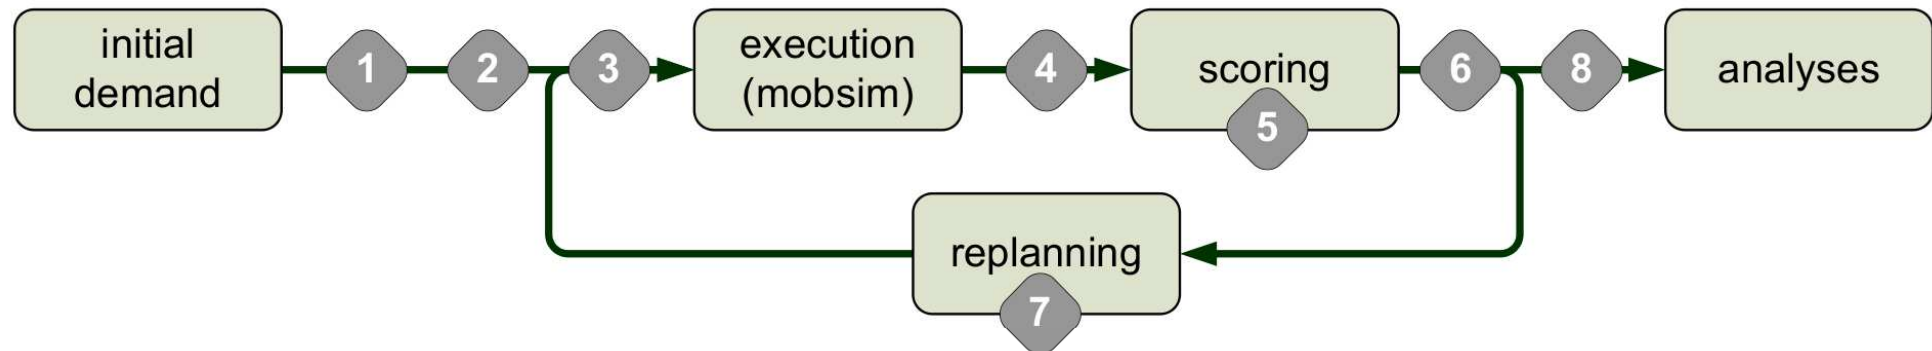 initial
demand
1
2
3
execution
(mobsim)
4
scoring
5
6
8
analyses
replanning
7